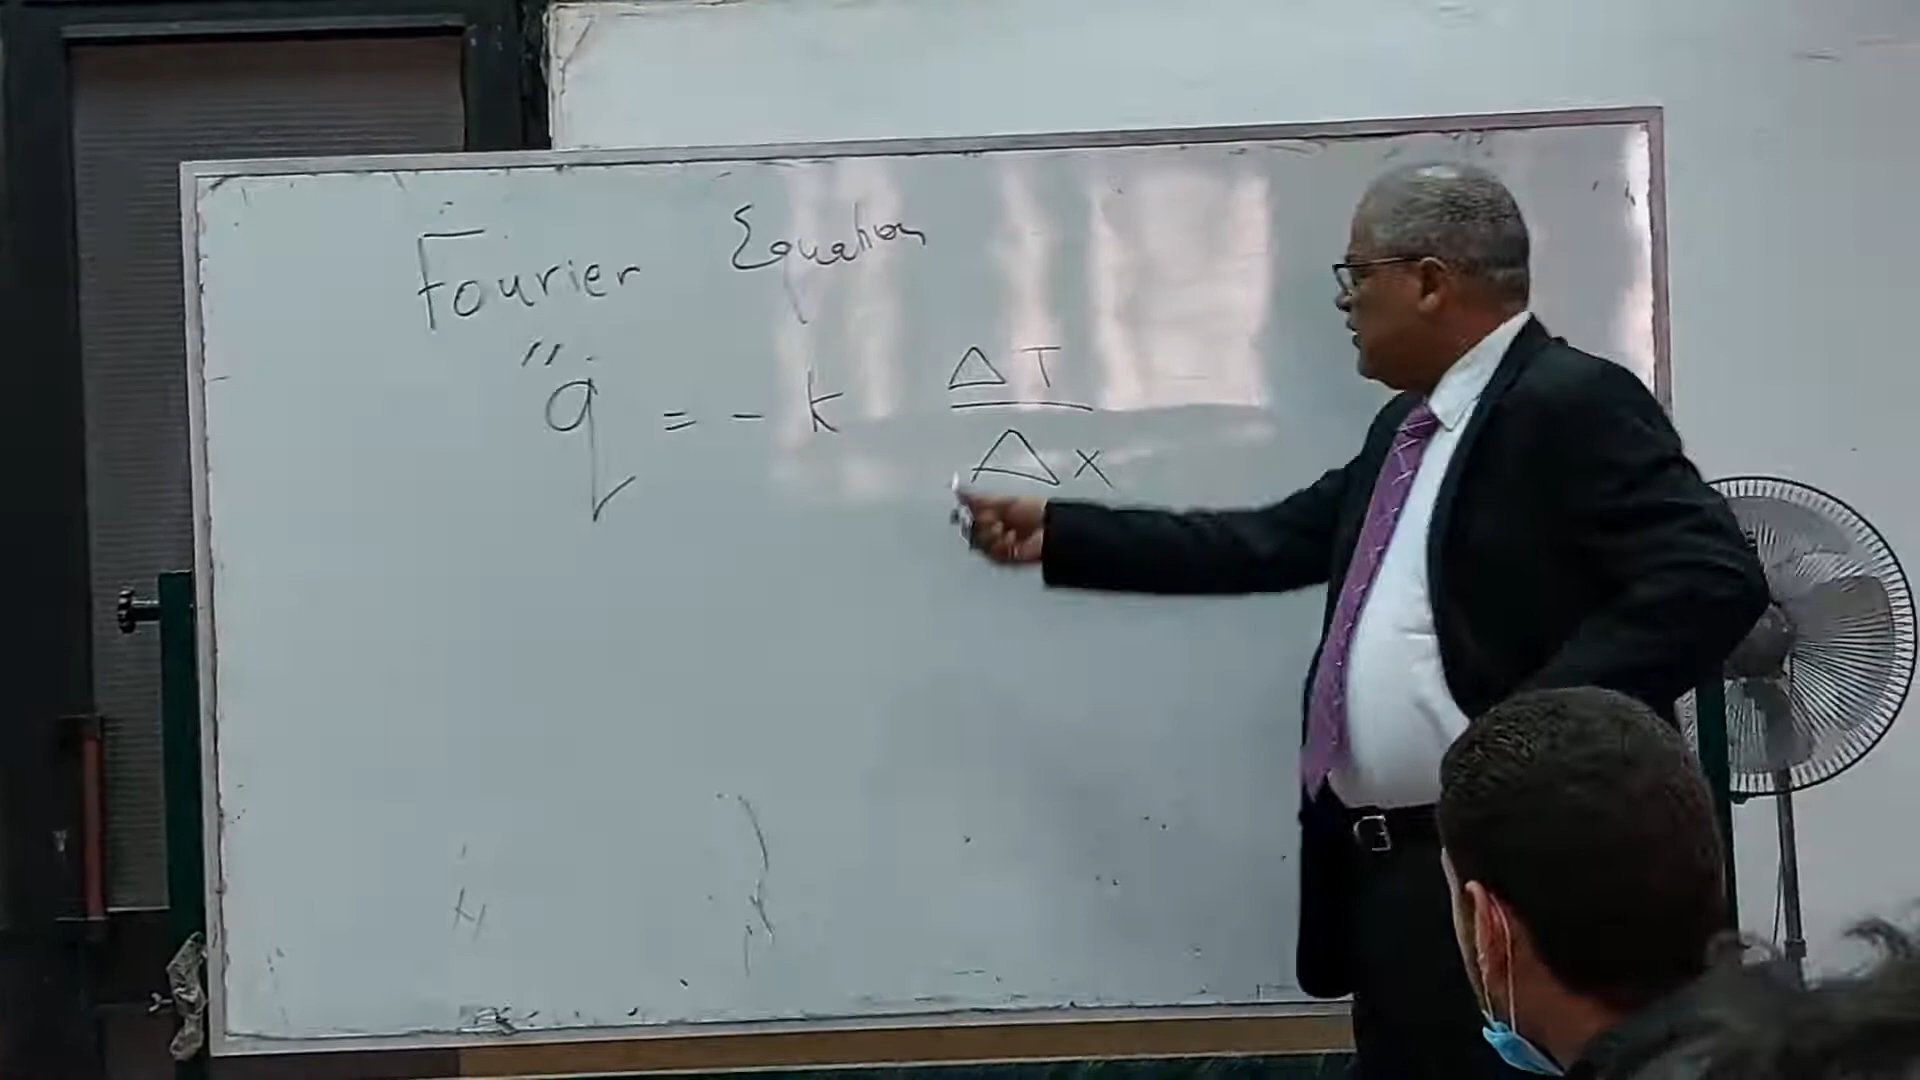 Fourier Equation
"q = - k ΔT
Δx